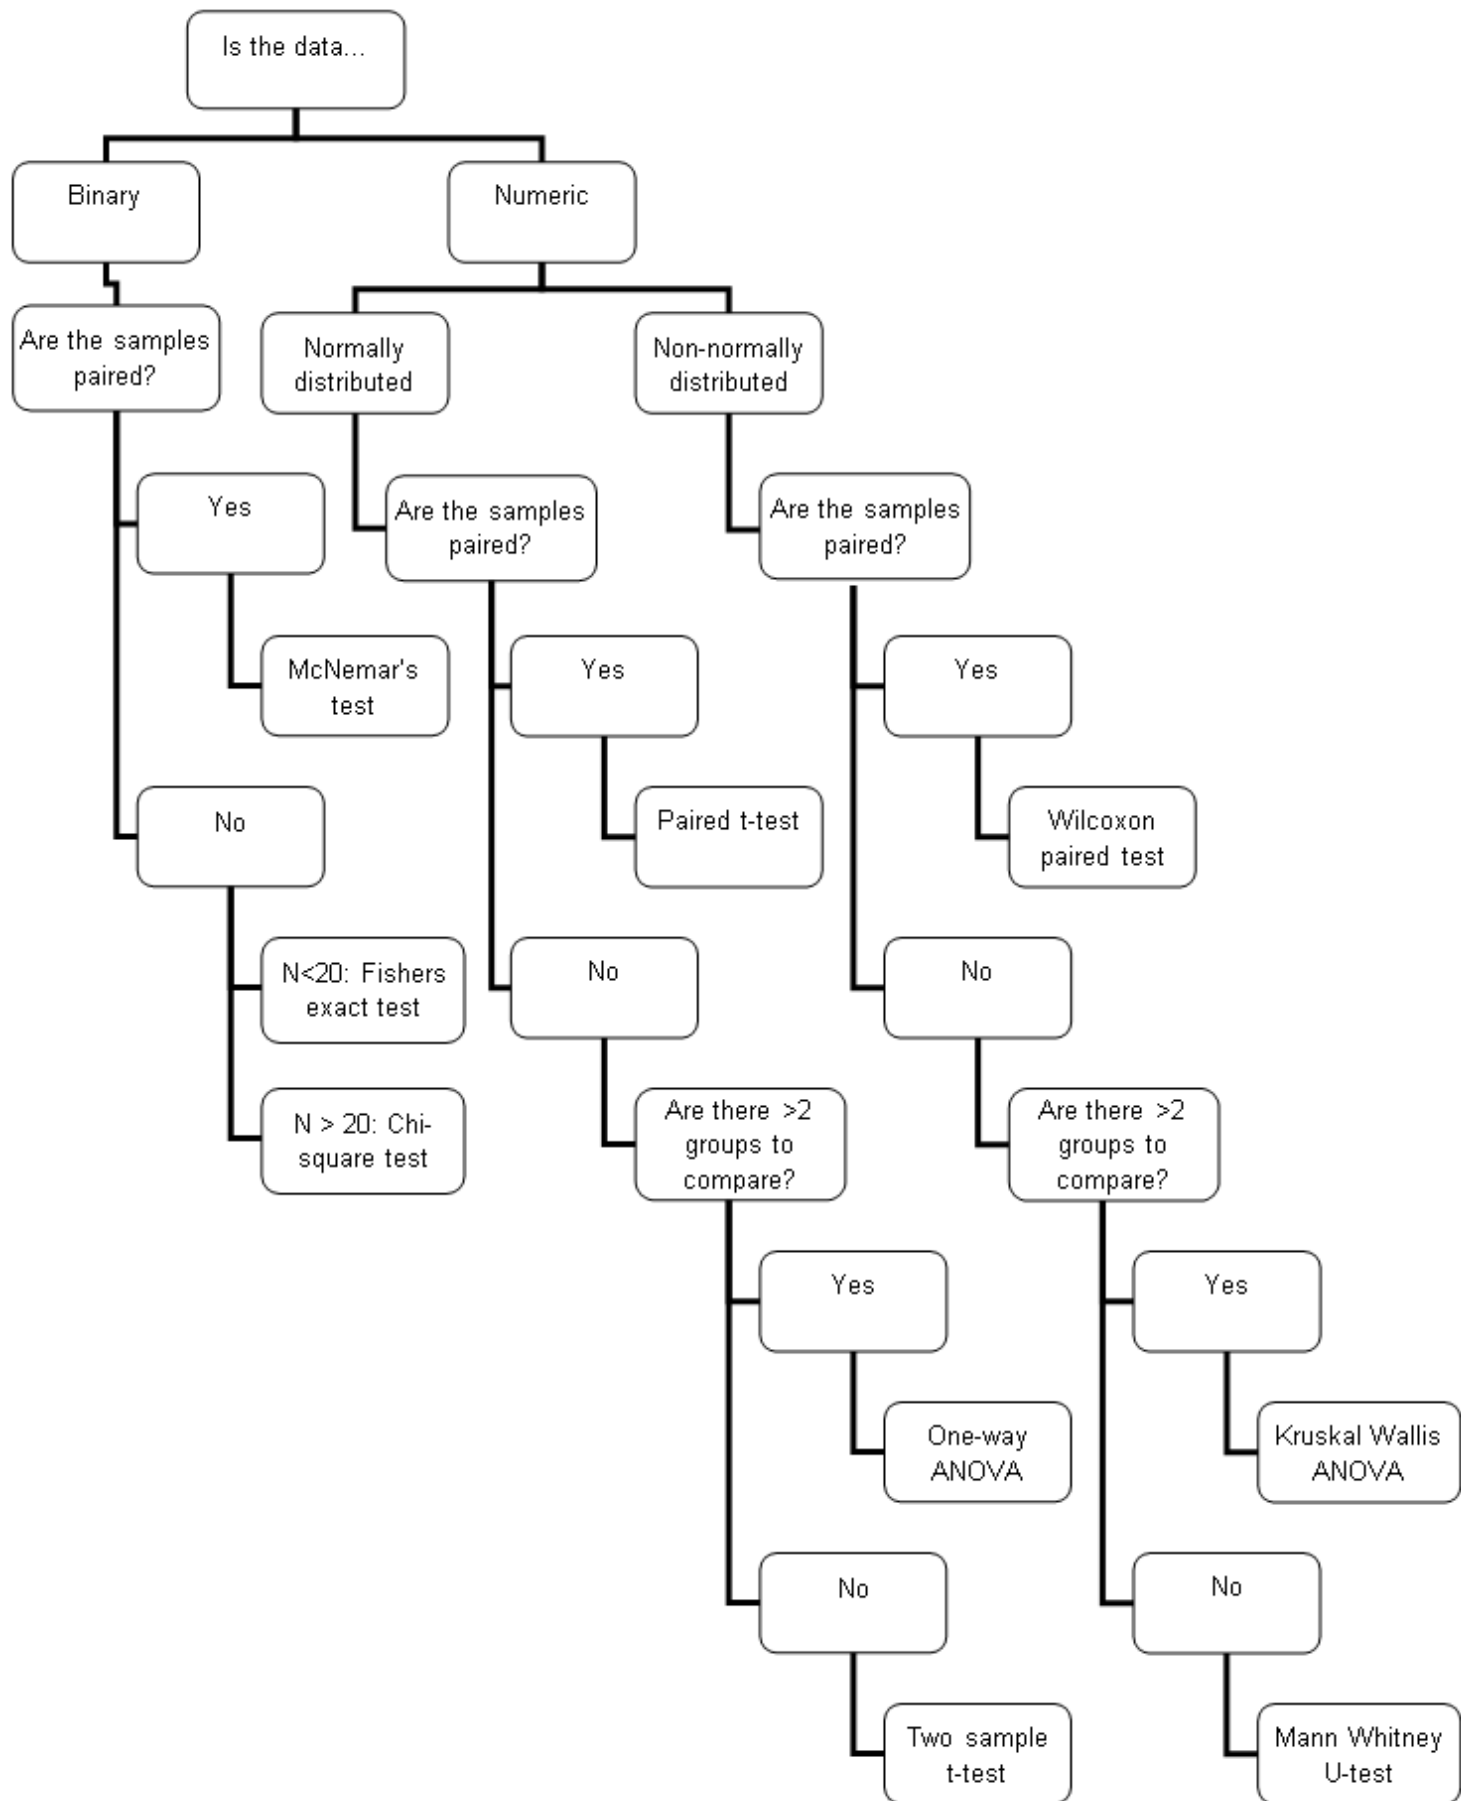 Is the data...
Binary
Numeric
Are the samples
paired?
Normally
distributed
Non-normally
distributed
Yes
Are the samples
paired?
Are the samples
paired?
McNemar's
test
Yes
Yes
No
Paired t-test
Wilcoxon
paired test
N<20: Fishers
exact test
No
No
N > 20: Chi-
square test
Are there >2
groups to
compare?
Are there >2
groups to
compare?
Yes
Yes
One-way
ANOVA
Kruskal Wallis
ANOVA
No
No
Two sample
t-test
Mann Whitney
U-test